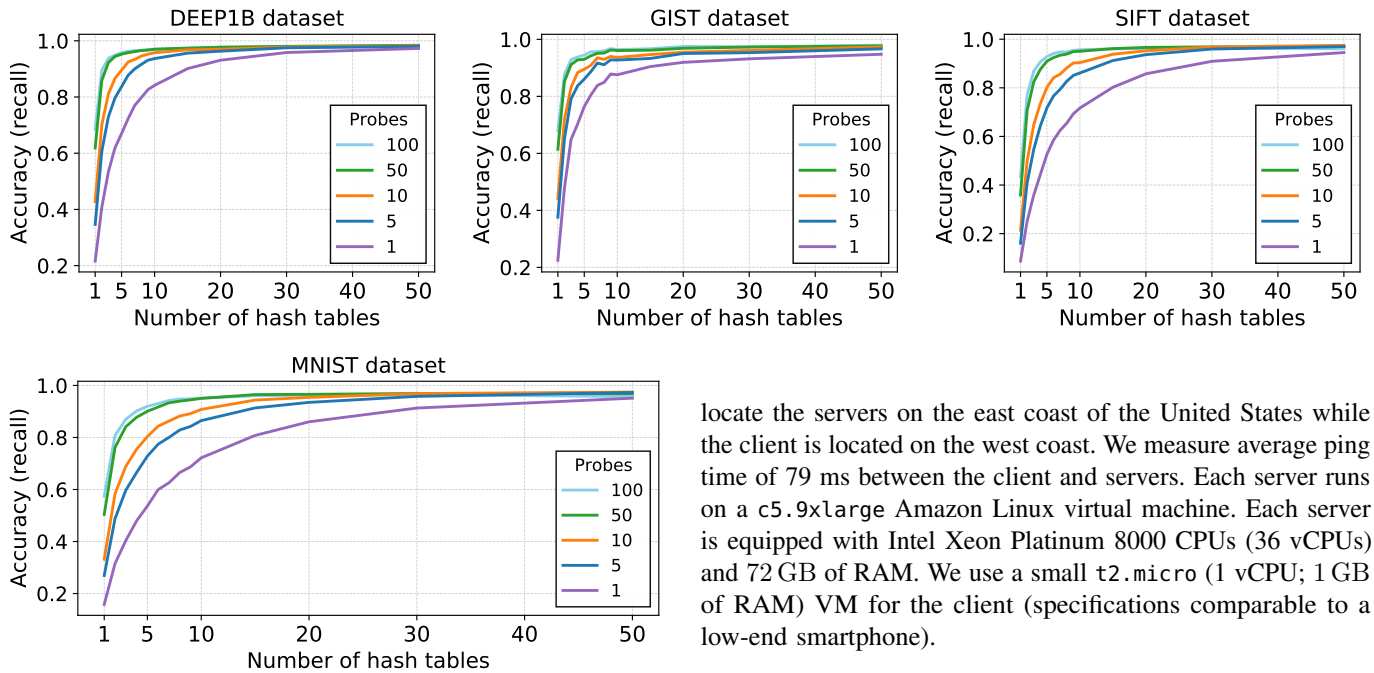 DEEP1B dataset
Accuracy (recall)
1.0
0.8
0.6
0.4
0.2
Probes
100
50
10
5
1
1 5 10 20 30 40 50
Number of hash tables
GIST dataset
Accuracy (recall)
1.0
0.8
0.6
0.4
0.2
Probes
100
50
10
5
1
1 5 10 20 30 40 50
Number of hash tables
SIFT dataset
Accuracy (recall)
1.0
0.8
0.6
0.4
0.2
Probes
100
50
10
5
1
1 5 10 20 30 40 50
Number of hash tables
MNIST dataset
Accuracy (recall)
1.0
0.8
0.6
0.4
0.2
Probes
100
50
10
5
1
1 5 10 20 30 40 50
Number of hash tables
locate the servers on the east coast of the United States while
the client is located on the west coast. We measure average ping
time of 79 ms between the client and servers. Each server runs
on a c5.9xlarge Amazon Linux virtual machine. Each server
is equipped with Intel Xeon Platinum 8000 CPUs (36 vCPUs)
and 72 GB of RAM. We use a small t2.micro (1 vCPU; 1 GB
of RAM) VM for the client (specifications comparable to a
low-end smartphone).